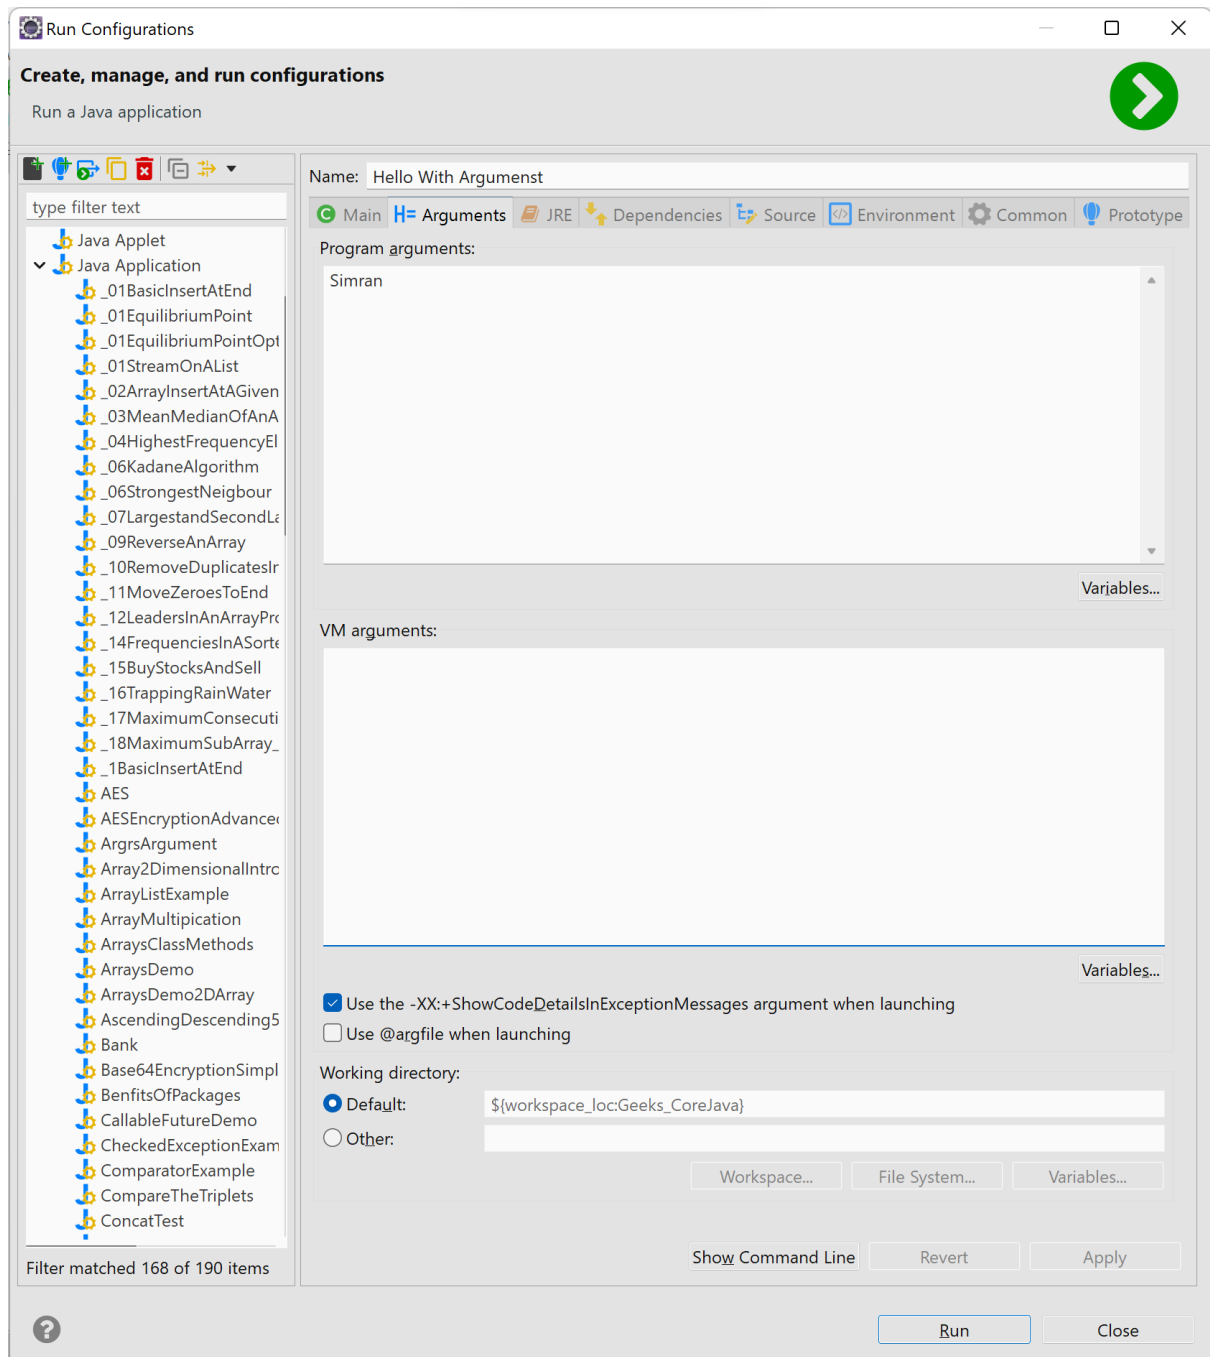 Run Configurations
Create, manage, and run configurations
Run a Java application
type filter text
Java Applet
Java Application
_01BasicInsertAtEnd
_01EquilibriumPoint
_01EquilibriumPointOpt
_01StreamOnAList
_02ArrayInsertAtAGiven
_03MeanMedianOfAnA
_04HighestFrequencyEl
_06KadaneAlgorithm
_06StrongestNeigbour
_07LargestandSecondLa
_09ReverseAnArray
_10RemoveDuplicatesIr
_11MoveZeroesToEnd
_12LeadersInAnArrayPro
_14FrequenciesInASorte
_15BuyStocksAndSell
_16TrappingRainWater
_17MaximumConsecuti
_18MaximumSubArray_
_1BasicInsertAtEnd
AES
AESEncryptionAdvanced
ArgrsArgument
Array2DimensionalIntro
ArrayListExample
ArrayMultipication
ArraysClassMethods
ArraysDemo
ArraysDemo2DArray
AscendingDescending5
Bank
Base64EncryptionSimpl
BenfitsOfPackages
CallableFutureDemo
CheckedExceptionExam
ComparatorExample
CompareTheTriplets
ConcatTest
Filter matched 168 of 190 items
Name: Hello With Argumenst
Main Arguments JRE Dependencies Source Environment Common Prototype
Program arguments:
Simran
Variables...
VM arguments:
Variables...
Use the -XX:+ShowCodeDetailsInExceptionMessages argument when launching
Use @argfile when launching
Working directory:
Default: ${workspace_loc:Geeks_CoreJava}
Other:
Workspace... File System... Variables...
Show Command Line Revert Apply
Run Close